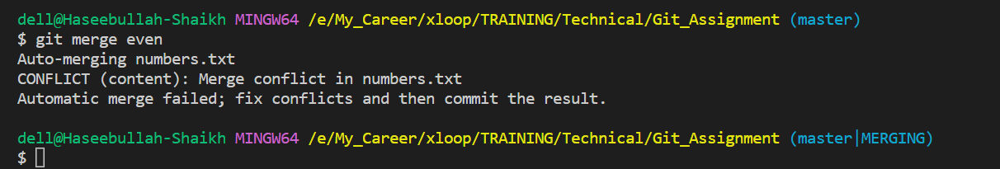 dell@Haseebullah-Shaikh MINGW64 /e/My_Career/xloop/TRAINING/Technical/Git_Assignment (master)
$ git merge even
Auto-merging numbers.txt
CONFLICT (content): Merge conflict in numbers.txt
Automatic merge failed; fix conflicts and then commit the result.
dell@Haseebullah-Shaikh MINGW64 /e/My_Career/xloop/TRAINING/Technical/Git_Assignment (master|MERGING)
$